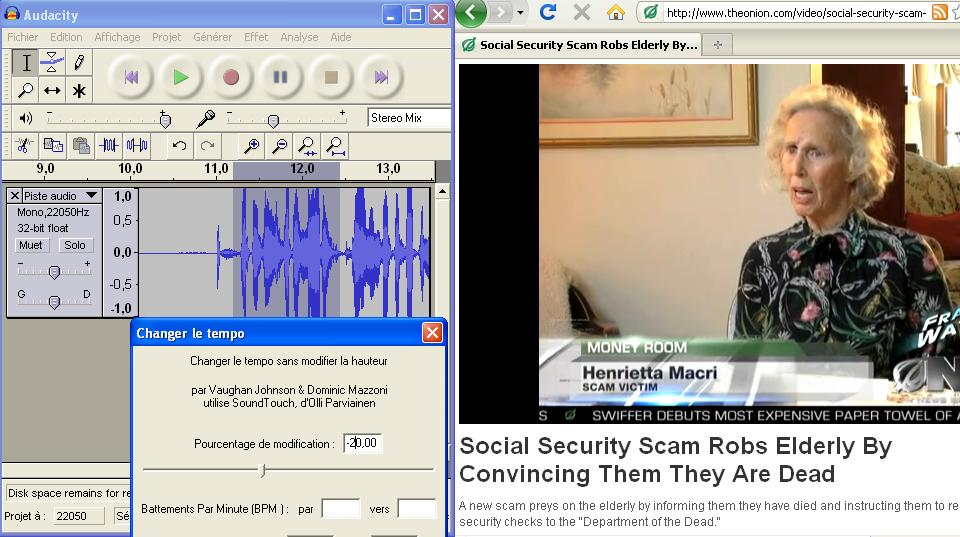 Audacity
Fichier Edition Affichage Projet Générer Effet Analyse Aide
Stereo Mix
9,0 10,0 11,0 12,0 13,0
Piste audio
Mono,22050Hz
32-bit float
Muet Solo
- +
G D
1,0
0,5
0,0
-0,5
-1,0
Changer le tempo
Changer le tempo sans modifier la hauteur
par Vaughan Johnson & Dominic Mazzoni
utilise SoundTouch, d'Olli Parviainen
Pourcentage de modification : -20,00
Battements Par Minute (BPM ) : par vers
Disk space remains for re
Projet à : 22050 Sé
http://www.theonion.com/video/social-security-scam-
Social Security Scam Robs Elderly By...
MONEY ROOM
Henrietta Macri
SCAM VICTIM
FRA
WA
ON
S SWIFFER DEBUTS MOST EXPENSIVE PAPER TOWEL OF A
Social Security Scam Robs Elderly By
Convincing Them They Are Dead
A new scam preys on the elderly by informing them they have died and instructing them to re
security checks to the "Department of the Dead."